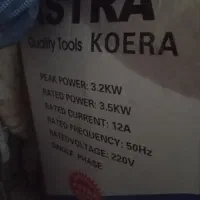 ASTRA
Quality Tools KOERA
PEAK POWER: 3.2KW
RATED POWER: 3.5KW
RATED CURRENT: 12A
RATED FREQUENCY: 50Hz
RATED VOLTAGE: 220V
SINGLE PHASE